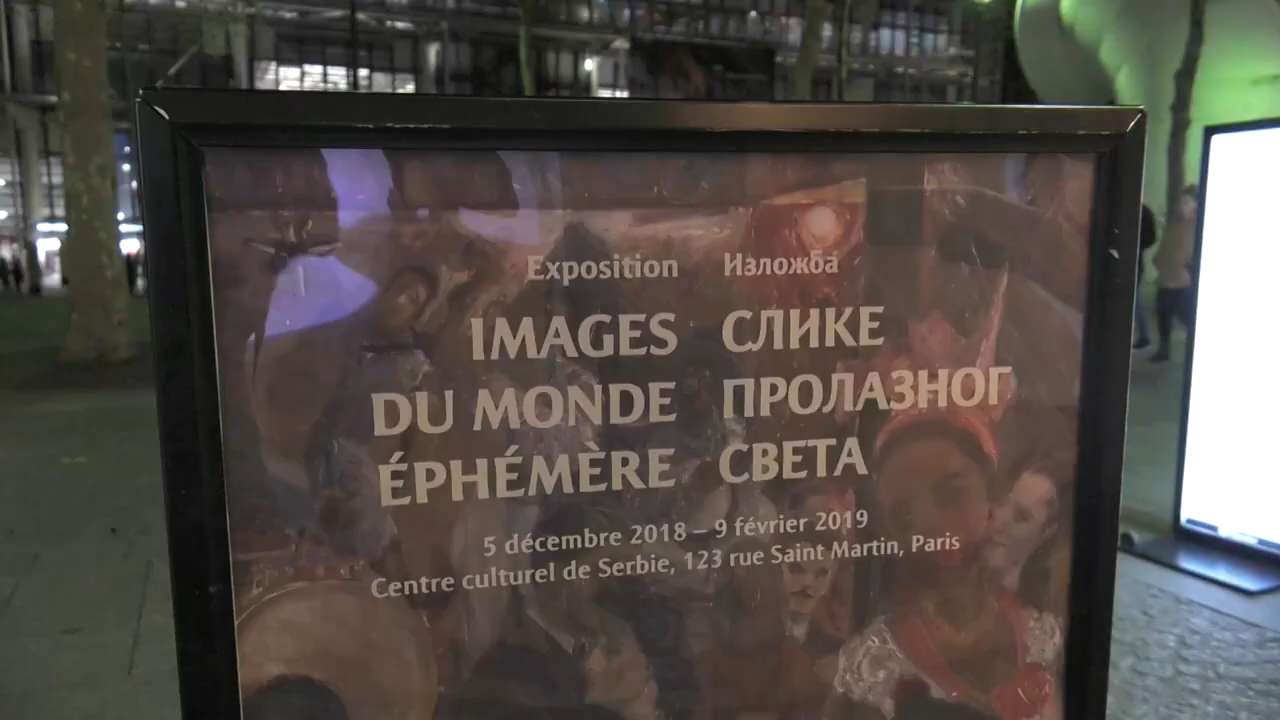 Exposition Изложба
IMAGES СЛИКЕ
DU MONDE ПРОЛАЗНОГ
ÉPHÉMÈRE СВЕТА
5 décembre 2018 – 9 février 2019
Centre culturel de Serbie, 123 rue Saint Martin, Paris